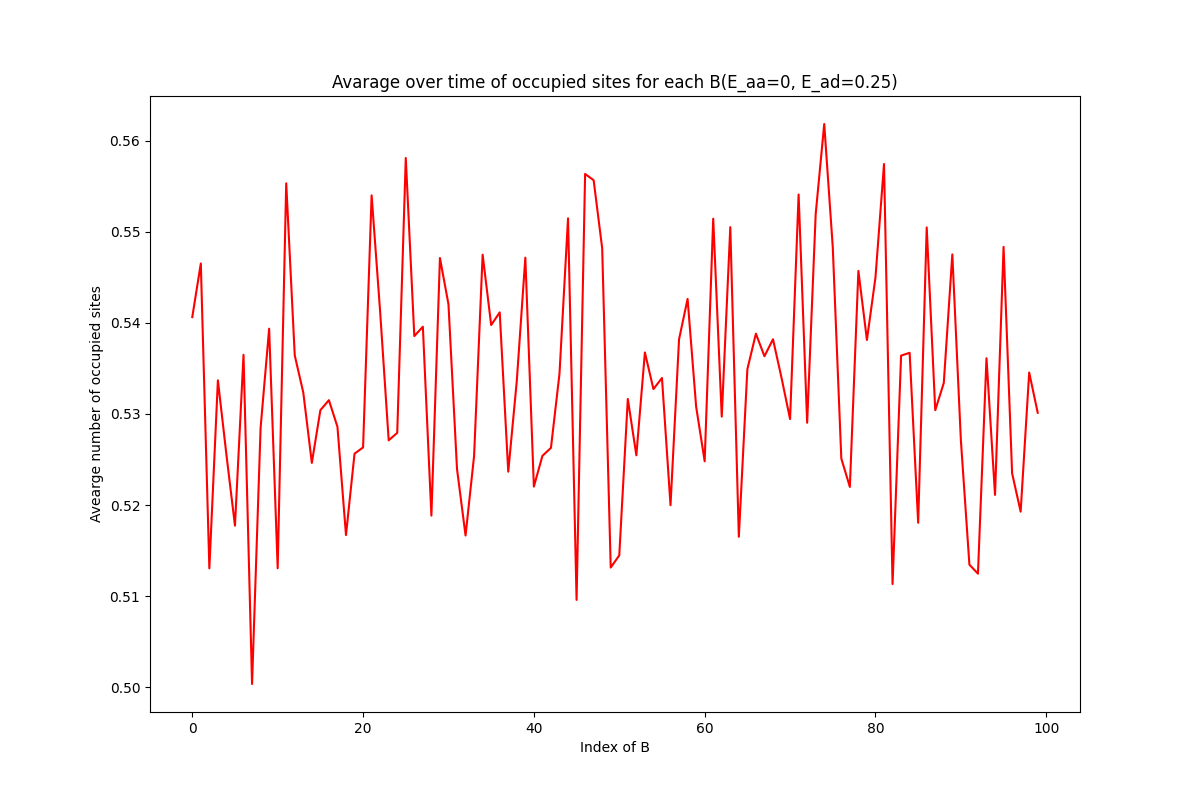 Avarage over time of occupied sites for each B(E_aa=0, E_ad=0.25)
0.56
0.55
0.54
0.53
0.52
0.51
0.50
Avearge number of occupied sites
0 20 40 60 80 100
Index of B